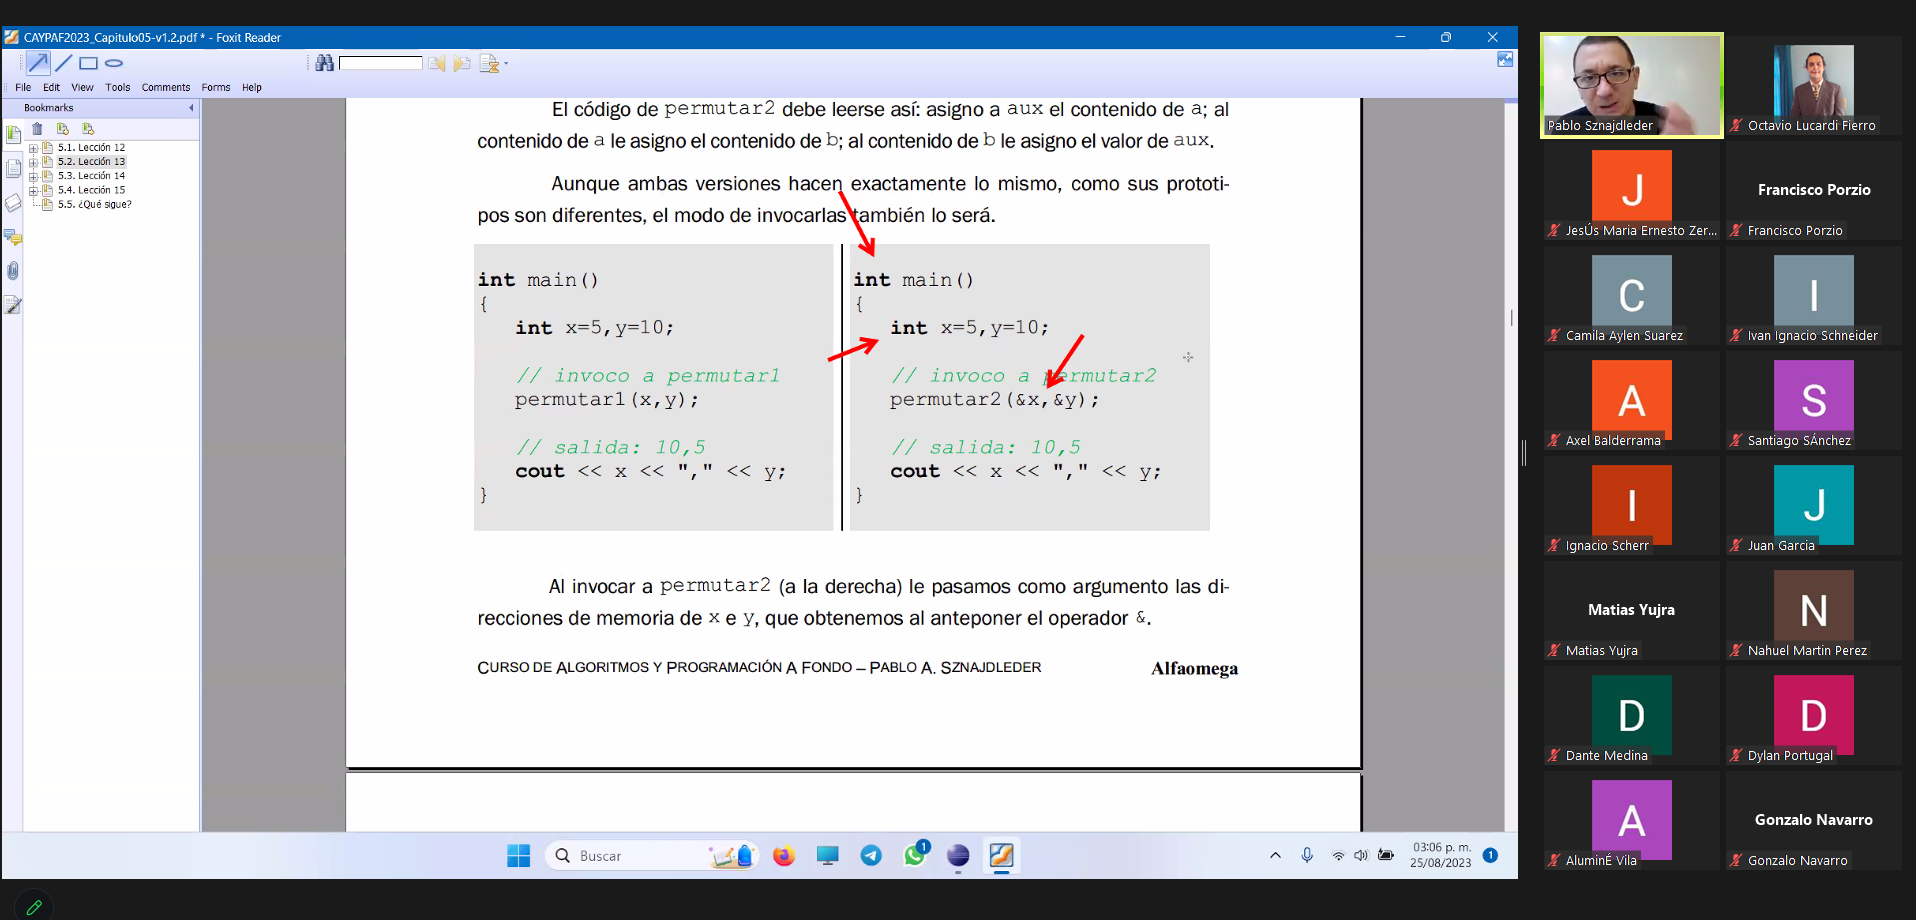 CAYPAF2023_Capitulo05-v1.2.pdf * - Foxit Reader
File Edit View Tools Comments Forms Help
Bookmarks
5.1. Lección 12
5.2. Lección 13
5.3. Lección 14
5.4. Lección 15
5.5. ¿Qué sigue?
El código de permutar2 debe leerse así: asigno a aux el contenido de a; al
contenido de a le asigno el contenido de b; al contenido de b le asigno el valor de aux.
Aunque ambas versiones hacen exactamente lo mismo, como sus prototi-
pos son diferentes, el modo de invocarlas también lo será.
int main()
{
int x=5,y=10;
// invoco a permutar1
permutar1(x,y);
// salida: 10,5
cout << x << "," << y;
}
int main()
{
int x=5,y=10;
// invoco a permutar2
permutar2(&x,&y);
// salida: 10,5
cout << x << "," << y;
}
Al invocar a permutar2 (a la derecha) le pasamos como argumento las di-
recciones de memoria de x e y, que obtenemos al anteponer el operador &.
CURSO DE ALGORITMOS Y PROGRAMACIÓN A FONDO – PABLO A. SZNAJDLEDER Alfaomega
Buscar
1
03:06 p. m.
25/08/2023
1
Pablo Sznajdleder
Octavio Lucardi Fierro
J
JesÚs Maria Ernesto Zer...
Francisco Porzio
Francisco Porzio
C
Camila Aylen Suarez
I
Ivan Ignacio Schneider
A
Axel Balderrama
S
Santiago SÁnchez
I
Ignacio Scherr
J
Juan Garcia
Matias Yujra
Matias Yujra
N
Nahuel Martin Perez
D
Dante Medina
D
Dylan Portugal
A
AluminÉ Vila
Gonzalo Navarro
Gonzalo Navarro